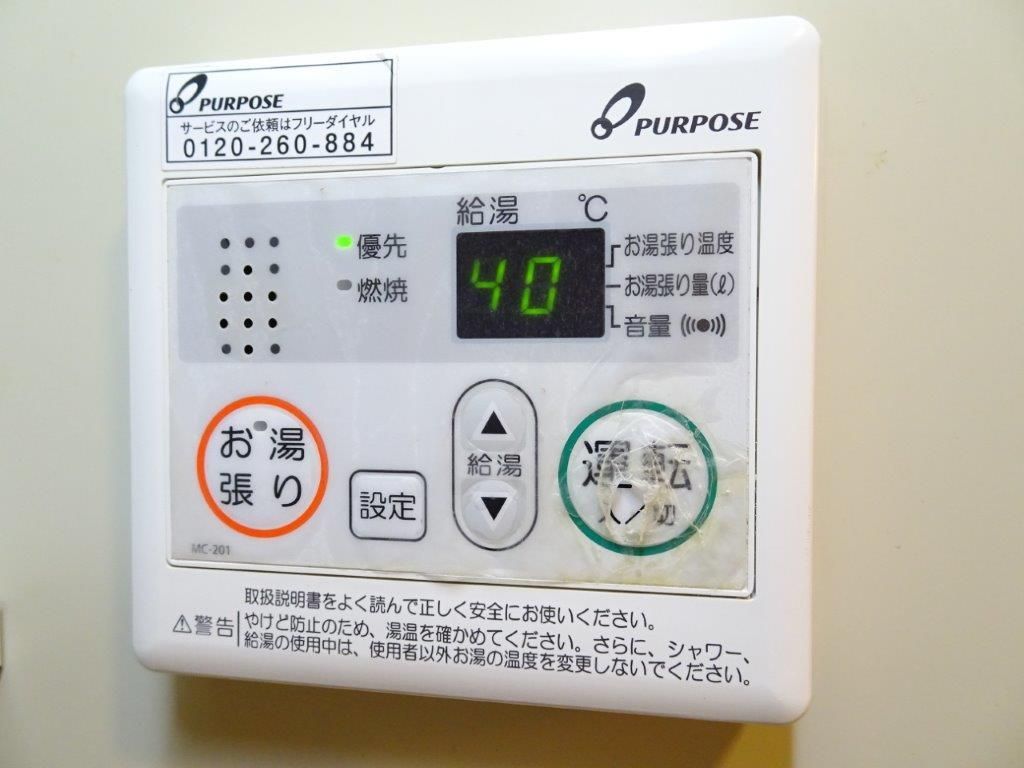 PURPOSE
サービスのご依頼はフリーダイヤル
0120-260-884
PURPOSE
給湯 ℃
優先
燃焼
40
お湯張り温度
お湯張り量(ℓ)
音量
お湯
張り
設定
▲
給湯
▼
運転
切
MC-201
取扱説明書をよく読んで正しく安全にお使いください。
⚠警告
やけど防止のため、湯温を確かめてください。さらに、シャワー、
給湯の使用中は、使用者以外お湯の温度を変更しないでください。